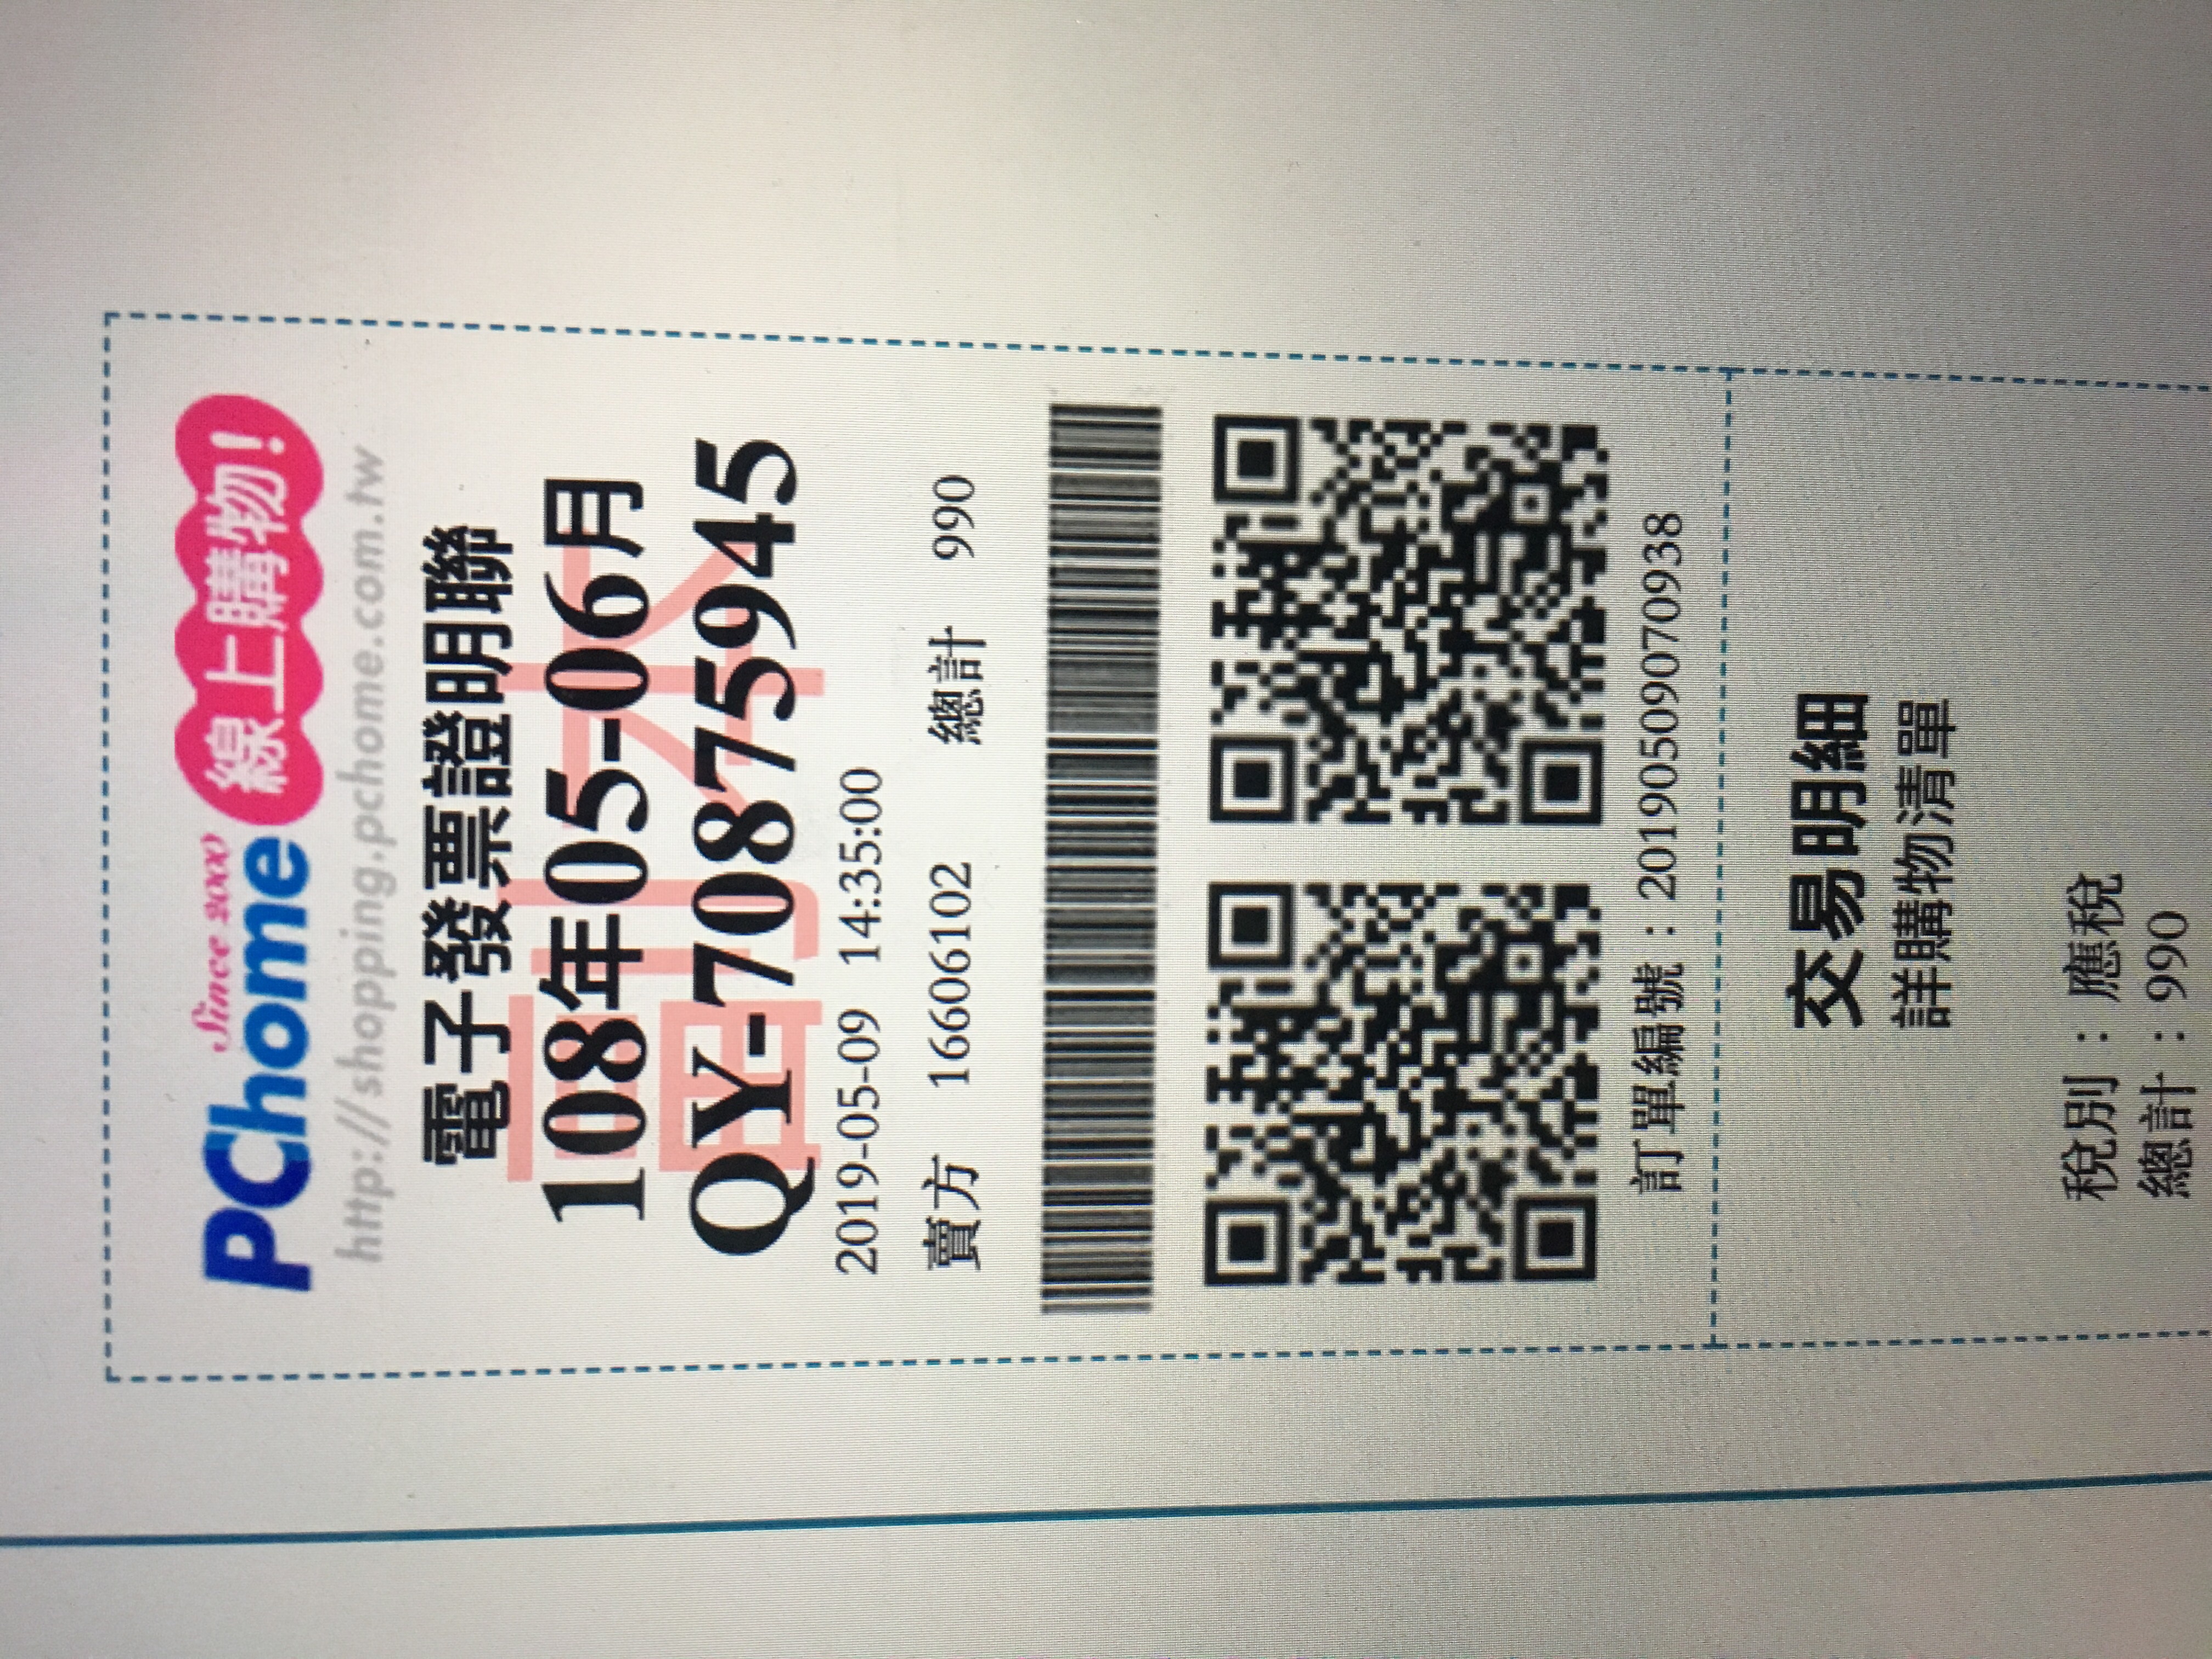 PChome Since 2000 線上購物!
http://shopping.pchome.com.tw
電子發票證明聯
副本
108年05-06月
QY-70875945
2019-05-09 14:35:00
賣方 16606102 總計 990
訂單編號：20190509070938
交易明細
詳購物清單
稅別：應稅
總計：990